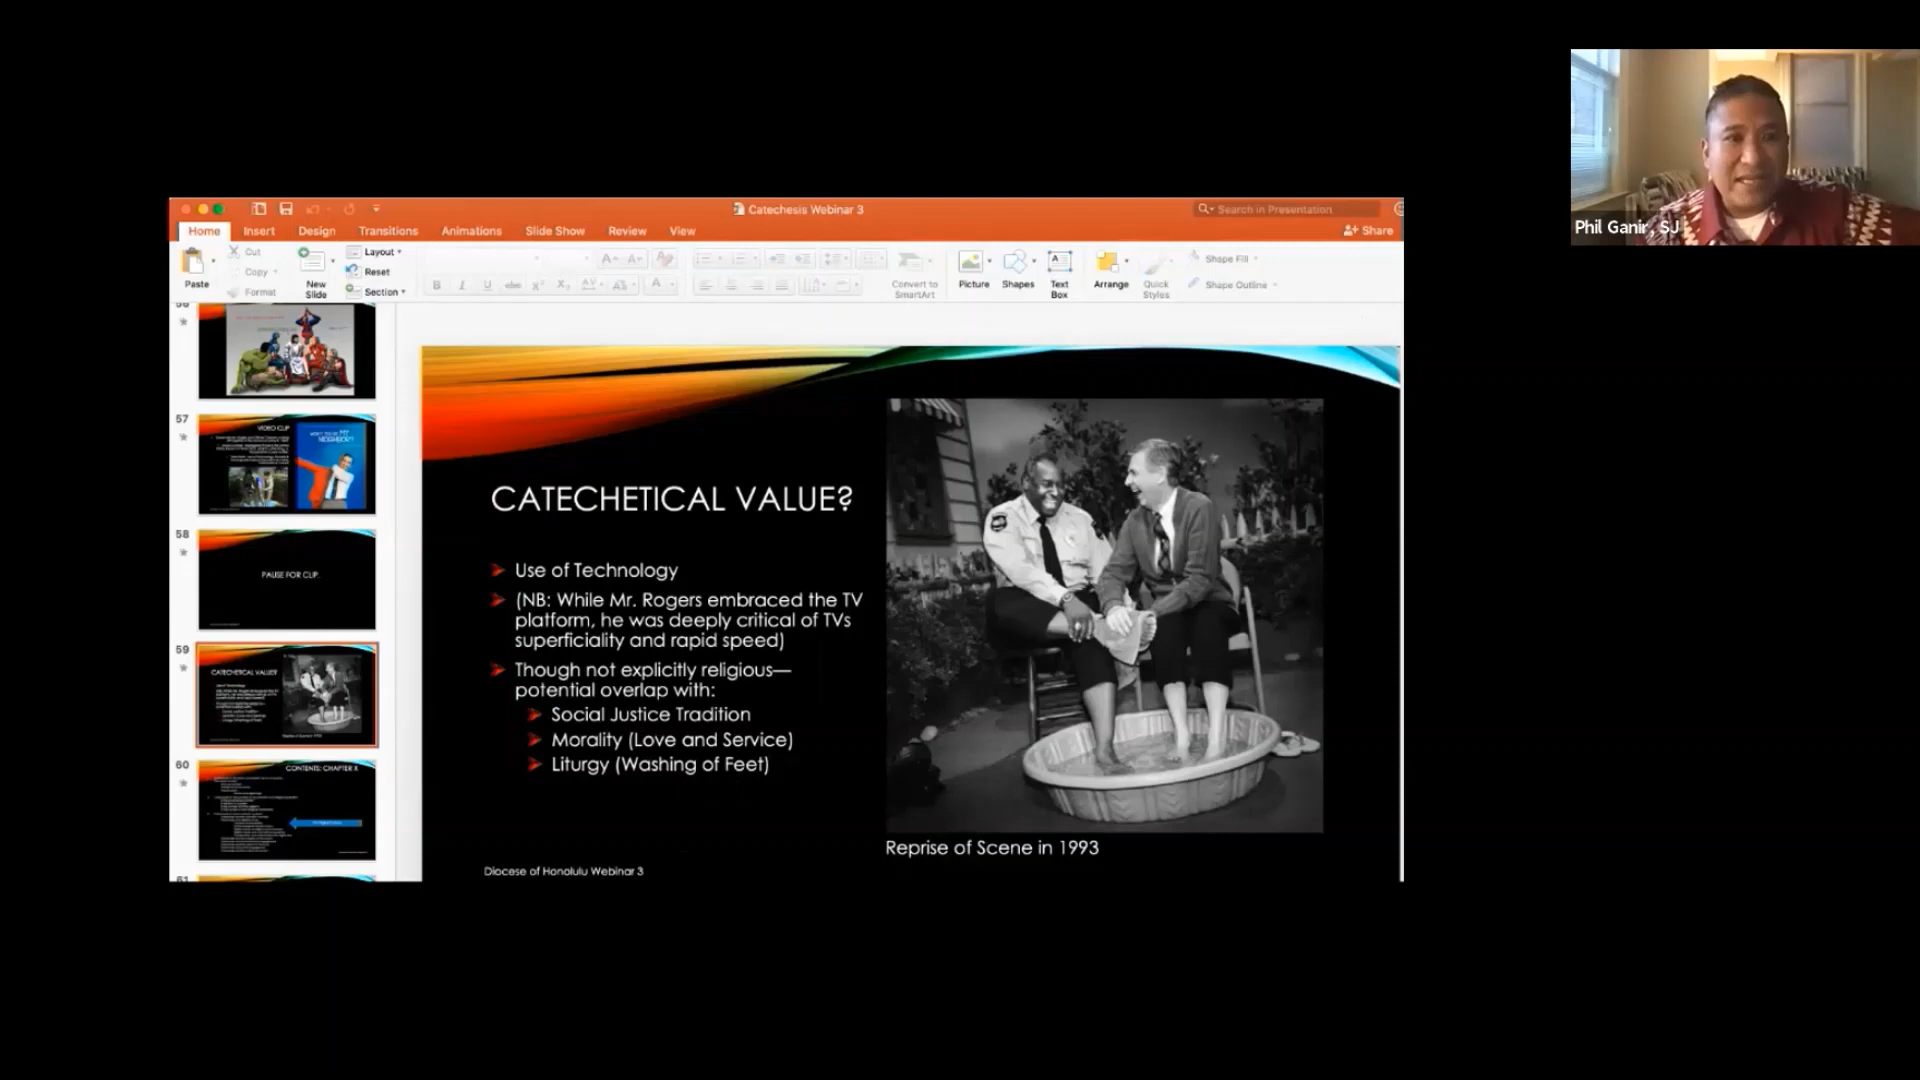 Catechesis Webinar 3
Search in Presentation
Home Insert Design Transitions Animations Slide Show Review View
Share
Paste
Cut
Copy
Format
New
Slide
Layout
Reset
Section
Convert to
SmartArt
Picture
Shapes
Text
Box
Arrange
Quick
Styles
Shape Fill
Shape Outline
57
VIDEO CLIP
58
PAUSE FOR CLIP.
59
CATECHETICAL VALUE?
60
CONTENTS: CHAPTER X
CATECHETICAL VALUE?
Use of Technology
(NB: While Mr. Rogers embraced the TV
platform, he was deeply critical of TVs
superficiality and rapid speed)
Though not explicitly religious—
potential overlap with:
Social Justice Tradition
Morality (Love and Service)
Liturgy (Washing of Feet)
Reprise of Scene in 1993
Diocese of Honolulu Webinar 3
Phil Ganir, SJ